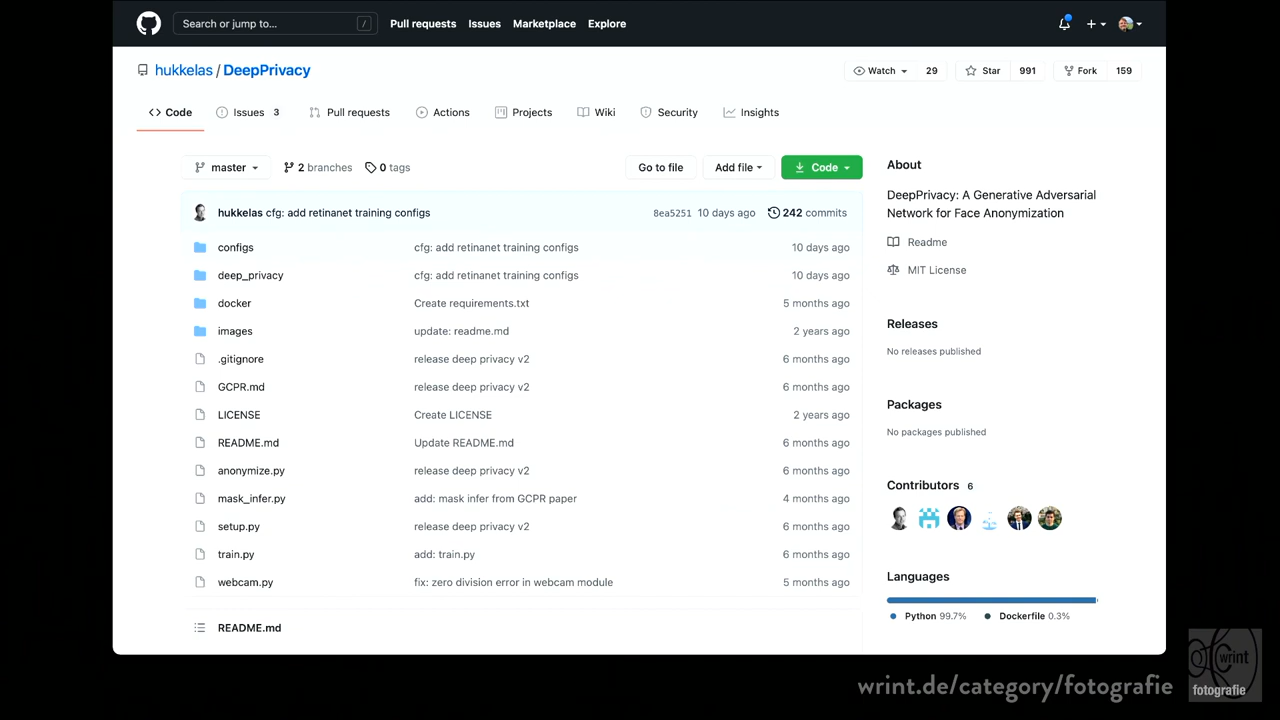 Search or jump to... /
Pull requests Issues Marketplace Explore
hukkelas / DeepPrivacy
Watch 29 Star 991 Fork 159
Code Issues 3 Pull requests Actions Projects Wiki Security Insights
master 2 branches 0 tags Go to file Add file Code
hukkelas cfg: add retinanet training configs 8ea5251 10 days ago 242 commits
configs cfg: add retinanet training configs 10 days ago
deep_privacy cfg: add retinanet training configs 10 days ago
docker Create requirements.txt 5 months ago
images update: readme.md 2 years ago
.gitignore release deep privacy v2 6 months ago
GCPR.md release deep privacy v2 6 months ago
LICENSE Create LICENSE 2 years ago
README.md Update README.md 6 months ago
anonymize.py release deep privacy v2 6 months ago
mask_infer.py add: mask infer from GCPR paper 4 months ago
setup.py release deep privacy v2 6 months ago
train.py add: train.py 6 months ago
webcam.py fix: zero division error in webcam module 5 months ago
README.md
About
DeepPrivacy: A Generative Adversarial
Network for Face Anonymization
Readme
MIT License
Releases
No releases published
Packages
No packages published
Contributors 6
Languages
Python 99.7% Dockerfile 0.3%
wrint.de/category/fotografie
wrint
fotografie